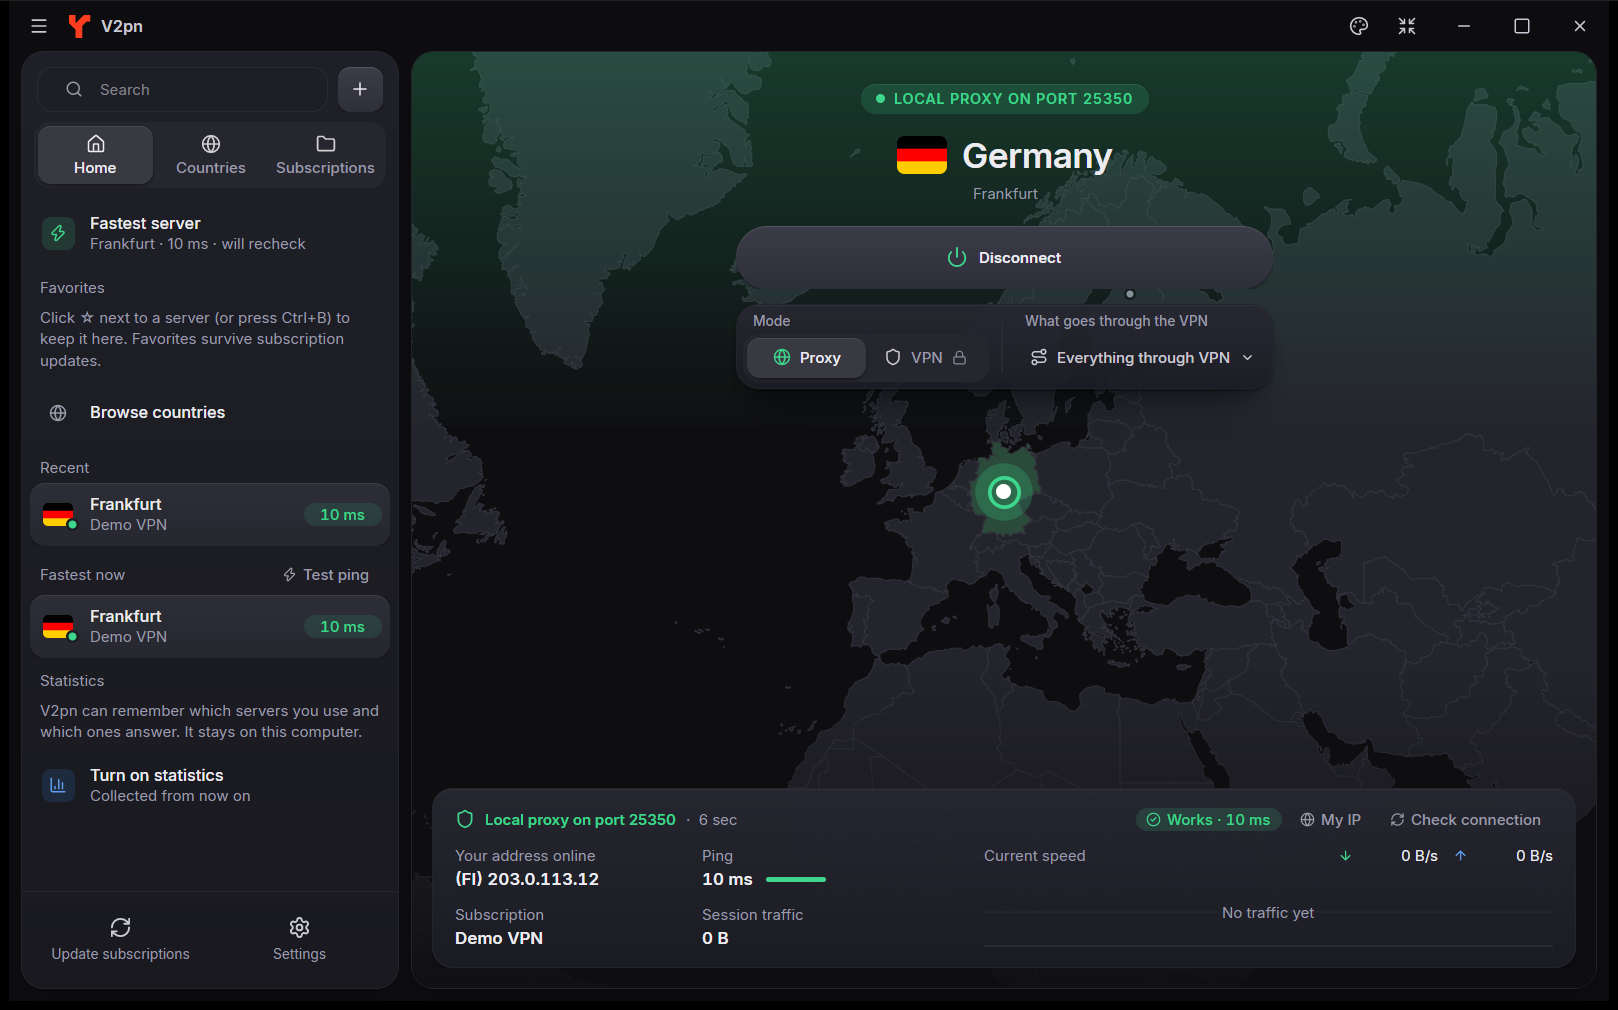 V2pn
Search
Home
Countries
Subscriptions
Fastest server
Frankfurt · 10 ms · will recheck
Favorites
Click ☆ next to a server (or press Ctrl+B) to
keep it here. Favorites survive subscription
updates.
Browse countries
Recent
Frankfurt
Demo VPN
10 ms
Fastest now
Test ping
Frankfurt
Demo VPN
10 ms
Statistics
V2pn can remember which servers you use and
which ones answer. It stays on this computer.
Turn on statistics
Collected from now on
Update subscriptions
Settings
LOCAL PROXY ON PORT 25350
Germany
Frankfurt
Disconnect
Mode
What goes through the VPN
Proxy
VPN
Everything through VPN
Local proxy on port 25350 · 6 sec
Works · 10 ms
My IP
Check connection
Your address online
(FI) 203.0.113.12
Ping
10 ms
Current speed
0 B/s
0 B/s
Subscription
Demo VPN
Session traffic
0 B
No traffic yet